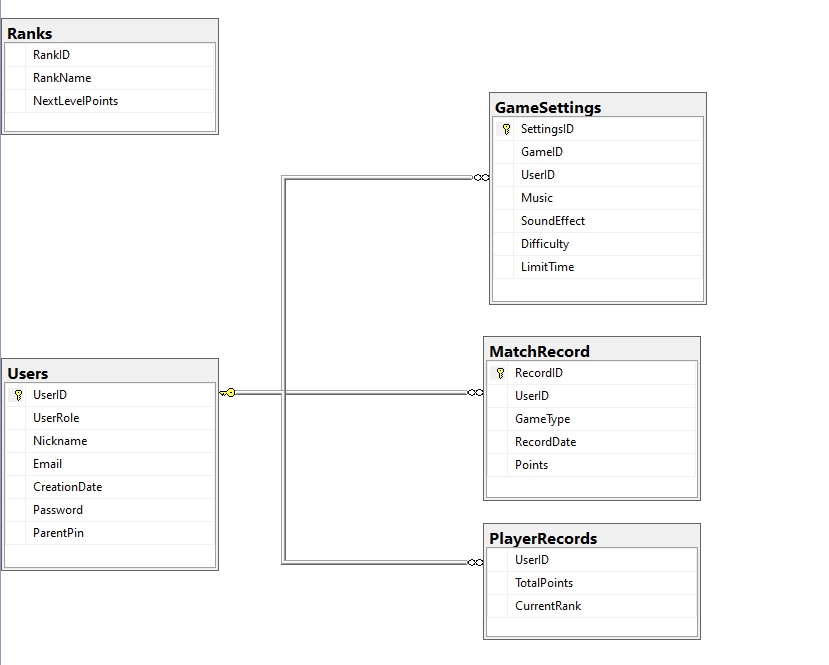 Ranks
RankID
RankName
NextLevelPoints
GameSettings
SettingsID
GameID
UserID
Music
SoundEffect
Difficulty
LimitTime
Users
UserID
UserRole
Nickname
Email
CreationDate
Password
ParentPin
MatchRecord
RecordID
UserID
GameType
RecordDate
Points
PlayerRecords
UserID
TotalPoints
CurrentRank